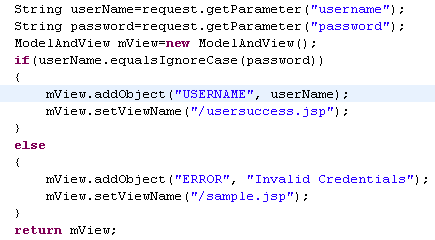 String userName=request.getParameter("username");
String password=request.getParameter("password");
ModelAndView mView=new ModelAndView();
if(userName.equalsIgnoreCase(password))
{
mView.addObject("USERNAME", userName);
mView.setViewName("/usersuccess.jsp");
}
else
{
mView.addObject("ERROR", "Invalid Credentials");
mView.setViewName("/sample.jsp");
}
return mView;